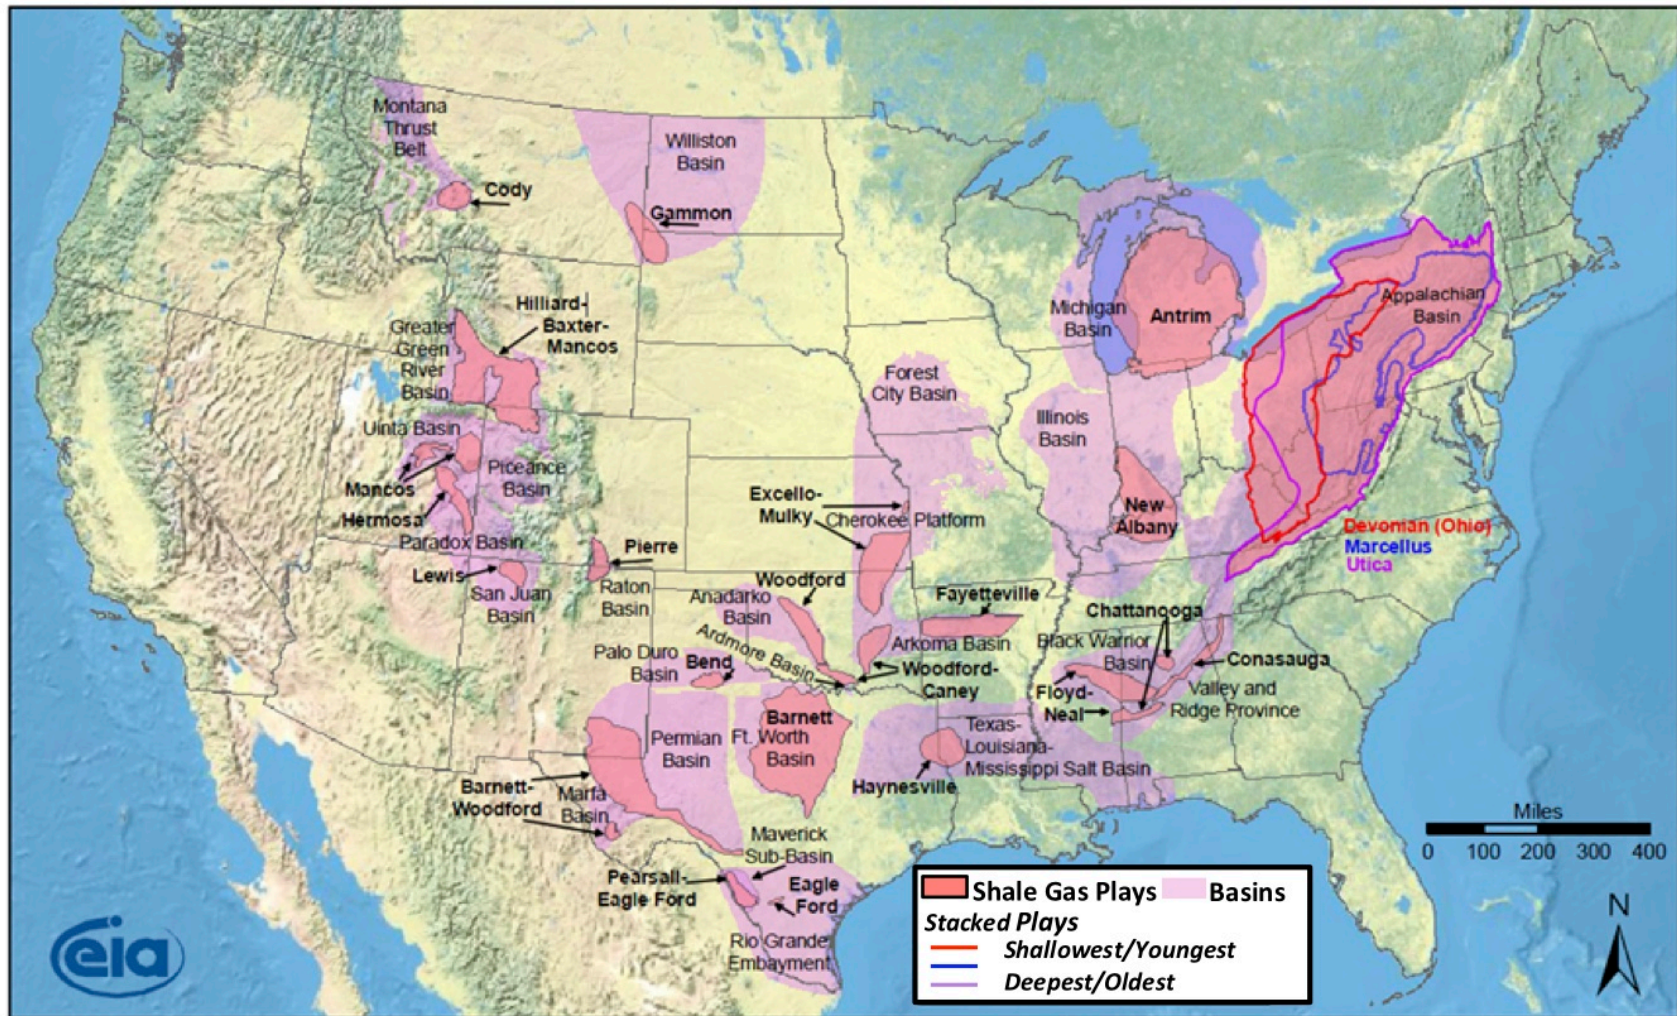 Montana
Thrust
Belt
Cody
Williston
Basin
Gammon
Hilliard-
Baxter-
Mancos
Greater
Green
River
Basin
Uinta Basin
Mancos
Piceance
Basin
Hermosa
Paradox Basin
Lewis
San Juan
Basin
Pierre
Raton
Basin
Forest
City Basin
Excello-
Mulky
Cherokee Platform
Woodford
Anadarko
Basin
Palo Duro
Basin
Bend
Ardmore Basin
Fayetteville
Arkoma Basin
Woodford-
Caney
Michigan
Basin
Antrim
Illinois
Basin
New
Albany
Appalachian
Basin
Devoman (Ohio)
Marcellus
Utica
Chattanooga
Black Warrior
Basin
Conasauga
Floyd-
Neal
Valley and
Ridge Province
Texas-
Louisiana-
Mississippi Salt Basin
Haynesville
Barnett
Ft. Worth
Basin
Permian
Basin
Barnett-
Woodford
Marfa
Basin
Maverick
Sub-Basin
Pearsall-
Eagle Ford
Eagle
Ford
Rio Grande
Embayment
Miles
0 100 200 300 400
N
Shale Gas Plays Basins
Stacked Plays
Shallowest/Youngest
Deepest/Oldest
eia